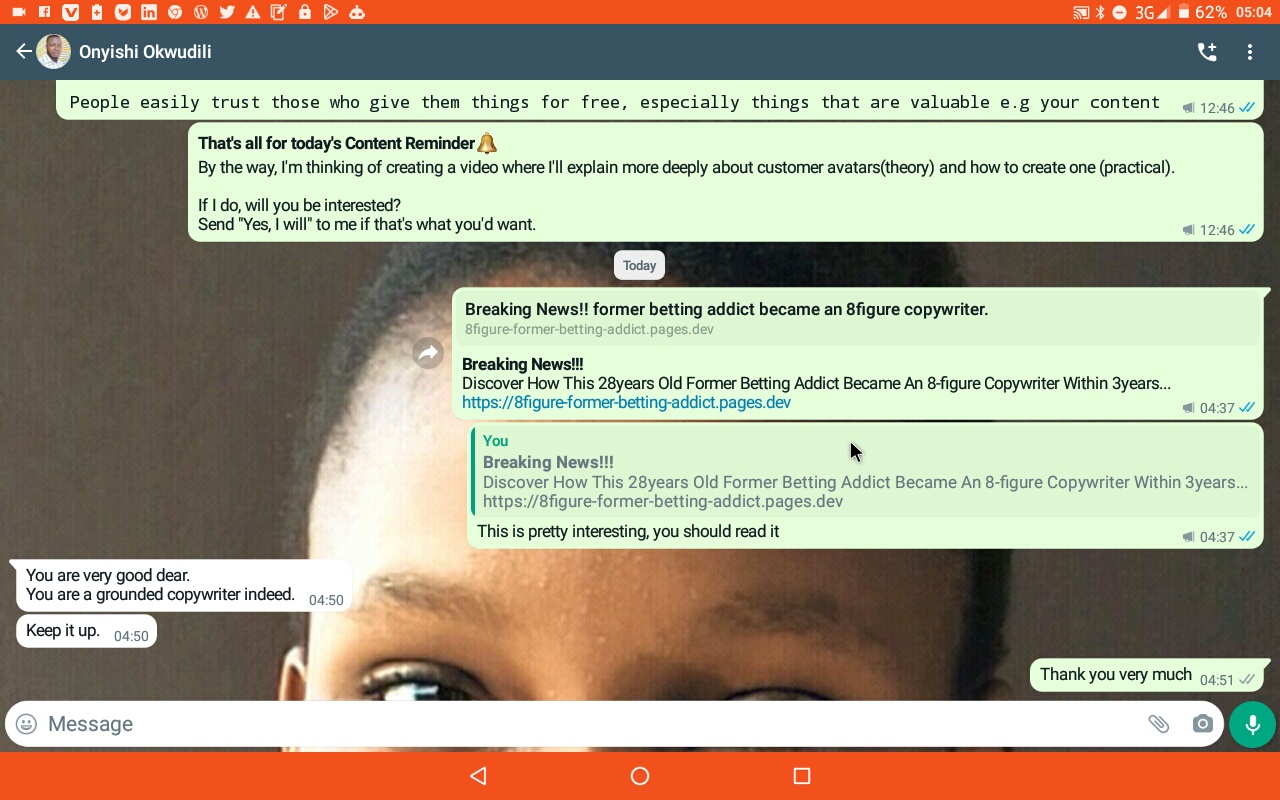 3G 62% 05:04
Onyishi Okwudili
People easily trust those who give them things for free, especially things that are valuable e.g your content 12:46
That's all for today's Content Reminder🔔
By the way, I'm thinking of creating a video where I'll explain more deeply about customer avatars(theory) and how to create one (practical).
If I do, will you be interested?
Send "Yes, I will" to me if that's what you'd want. 12:46
Today
Breaking News!! former betting addict became an 8figure copywriter.
8figure-former-betting-addict.pages.dev
Breaking News!!!
Discover How This 28years Old Former Betting Addict Became An 8-figure Copywriter Within 3years...
https://8figure-former-betting-addict.pages.dev 04:37
You
Breaking News!!!
Discover How This 28years Old Former Betting Addict Became An 8-figure Copywriter Within 3years...
https://8figure-former-betting-addict.pages.dev
This is pretty interesting, you should read it 04:37
You are very good dear.
You are a grounded copywriter indeed. 04:50
Keep it up. 04:50
Thank you very much 04:51
Message